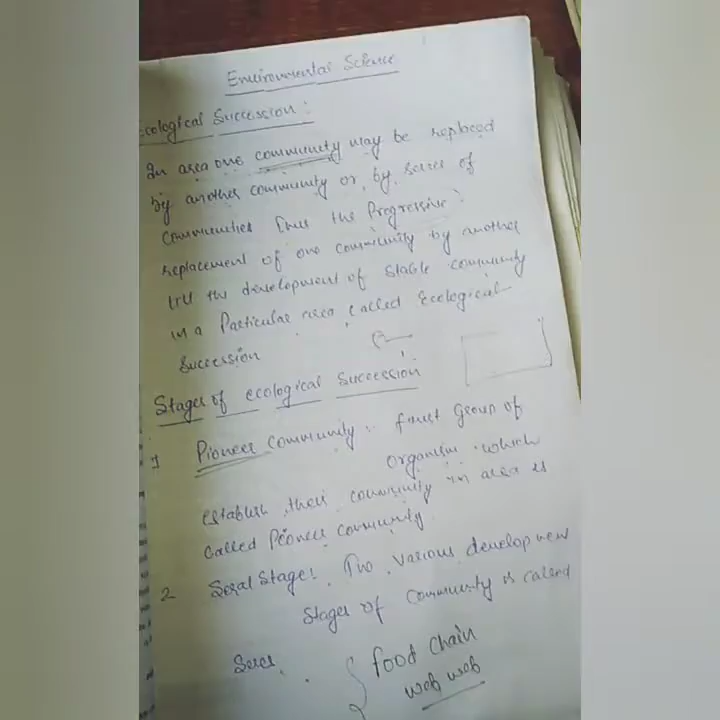 Environmental Science
Ecological Succession:
In area one community may be replaced
by another community or by series of
communities Thus the Progressive
replacement of one community by another
till the development of stable community
in a Particular area called Ecological
Succession
Stages of ecological Succession
1 Pioneer Community: first Group of
Organism which
establish their community in area is
called Pioneer community
2 Seral Stage: The various development
Stages of Community is called
Seres.
{ food chain
web web